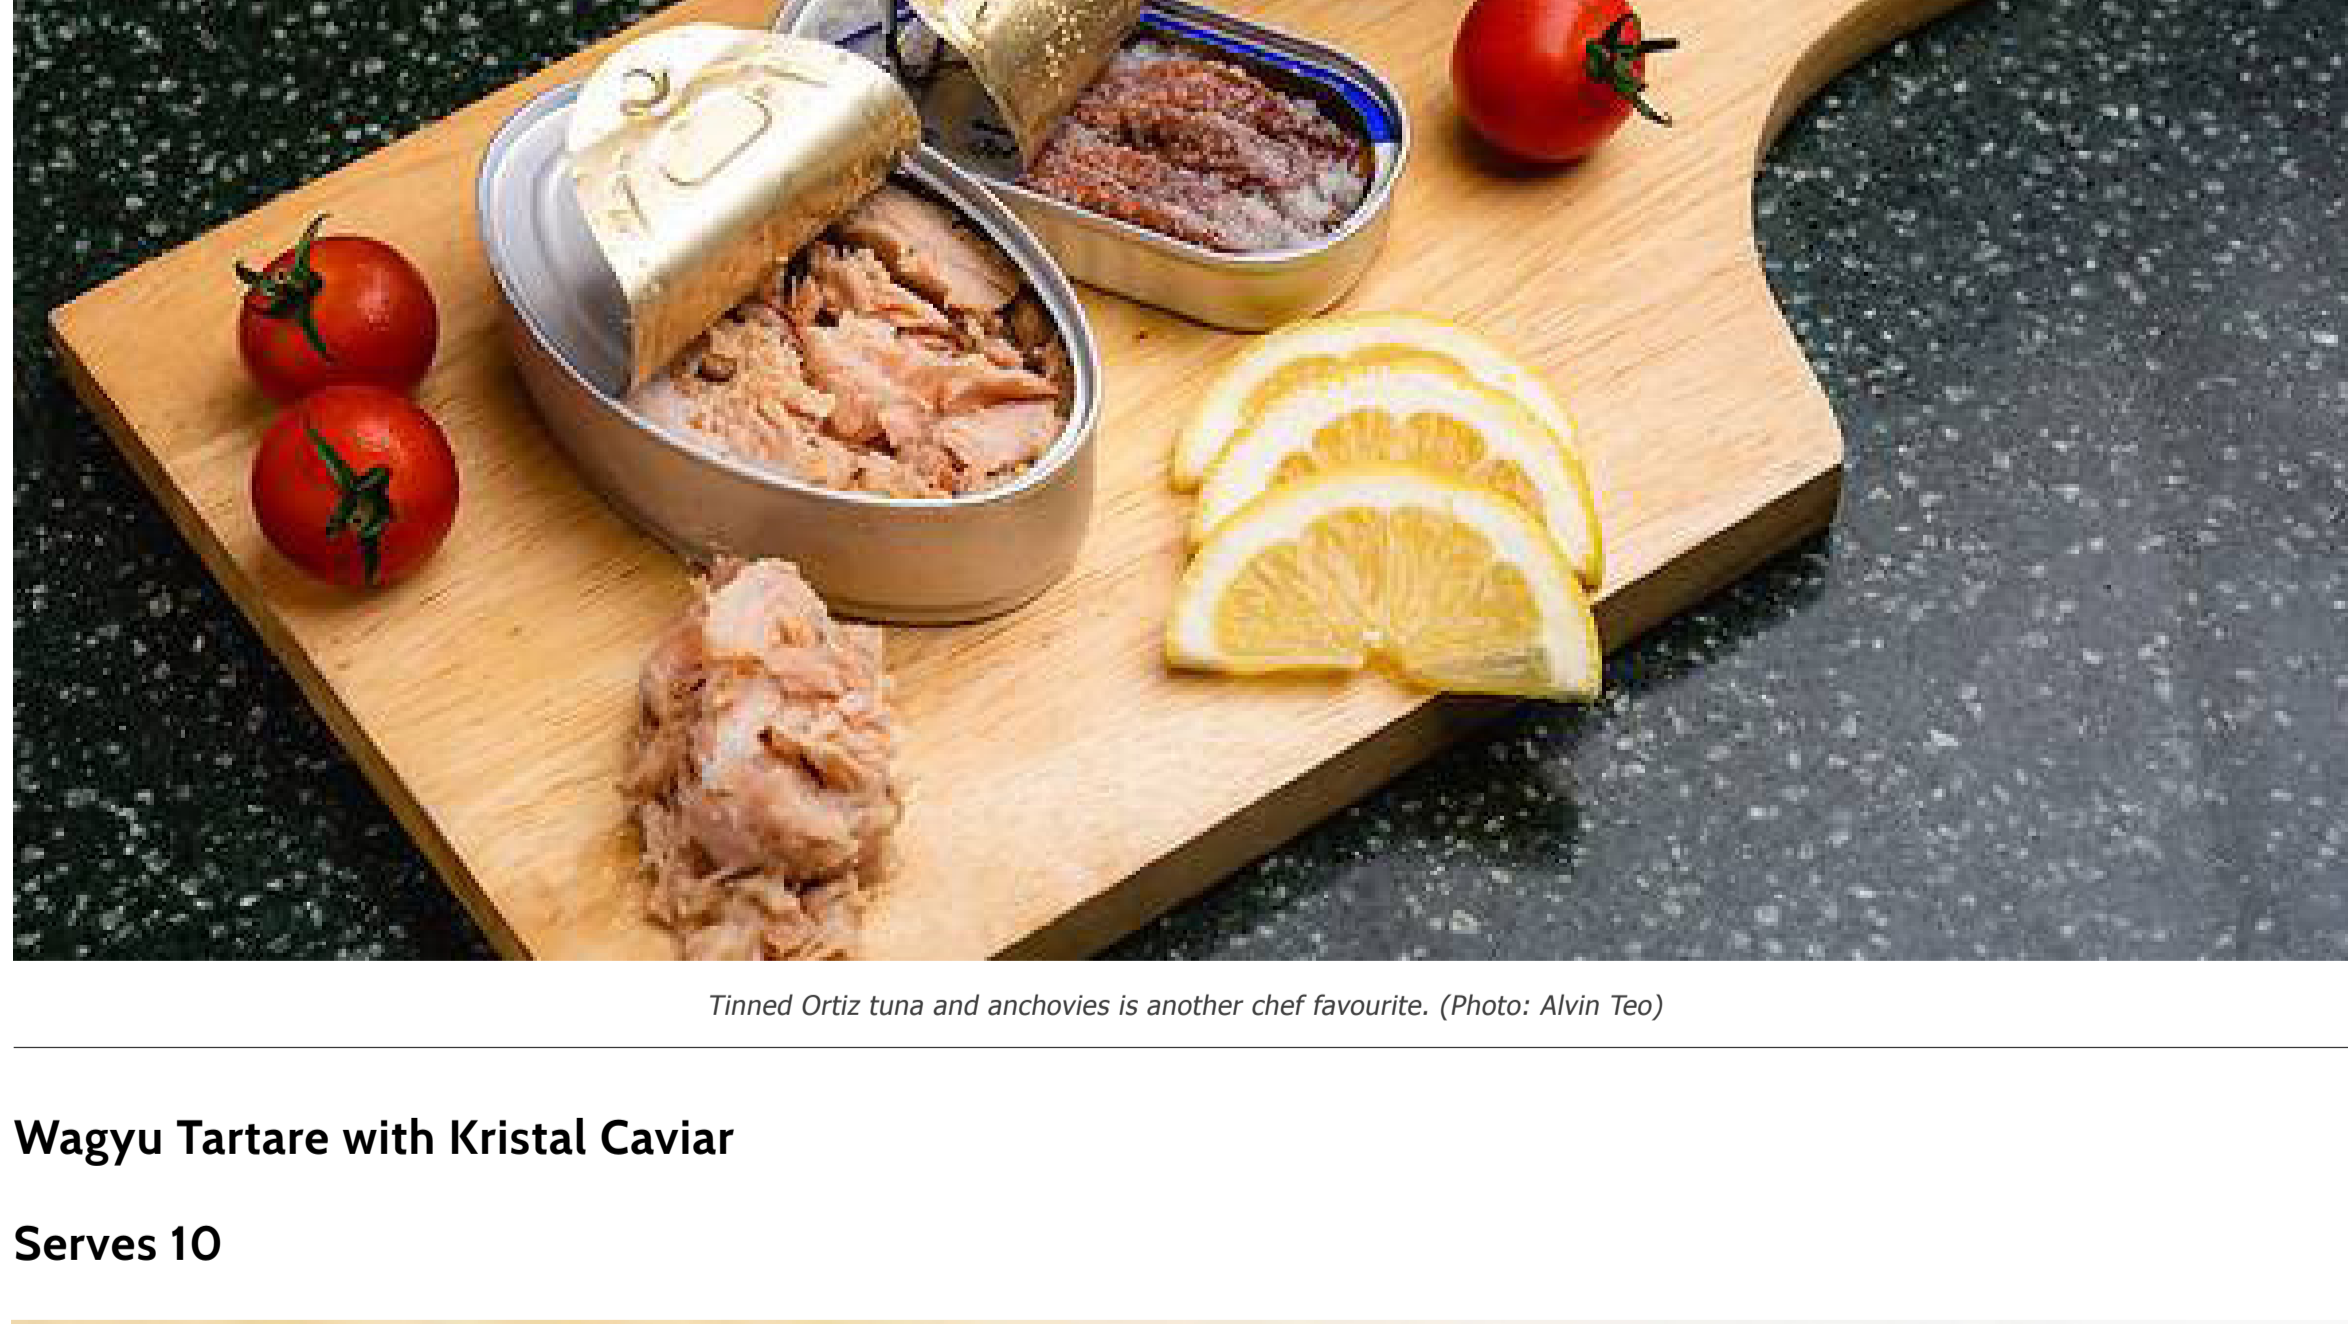 Tinned Ortiz tuna and anchovies is another chef favourite. (Photo: Alvin Teo)
Wagyu Tartare with Kristal Caviar
Serves 10